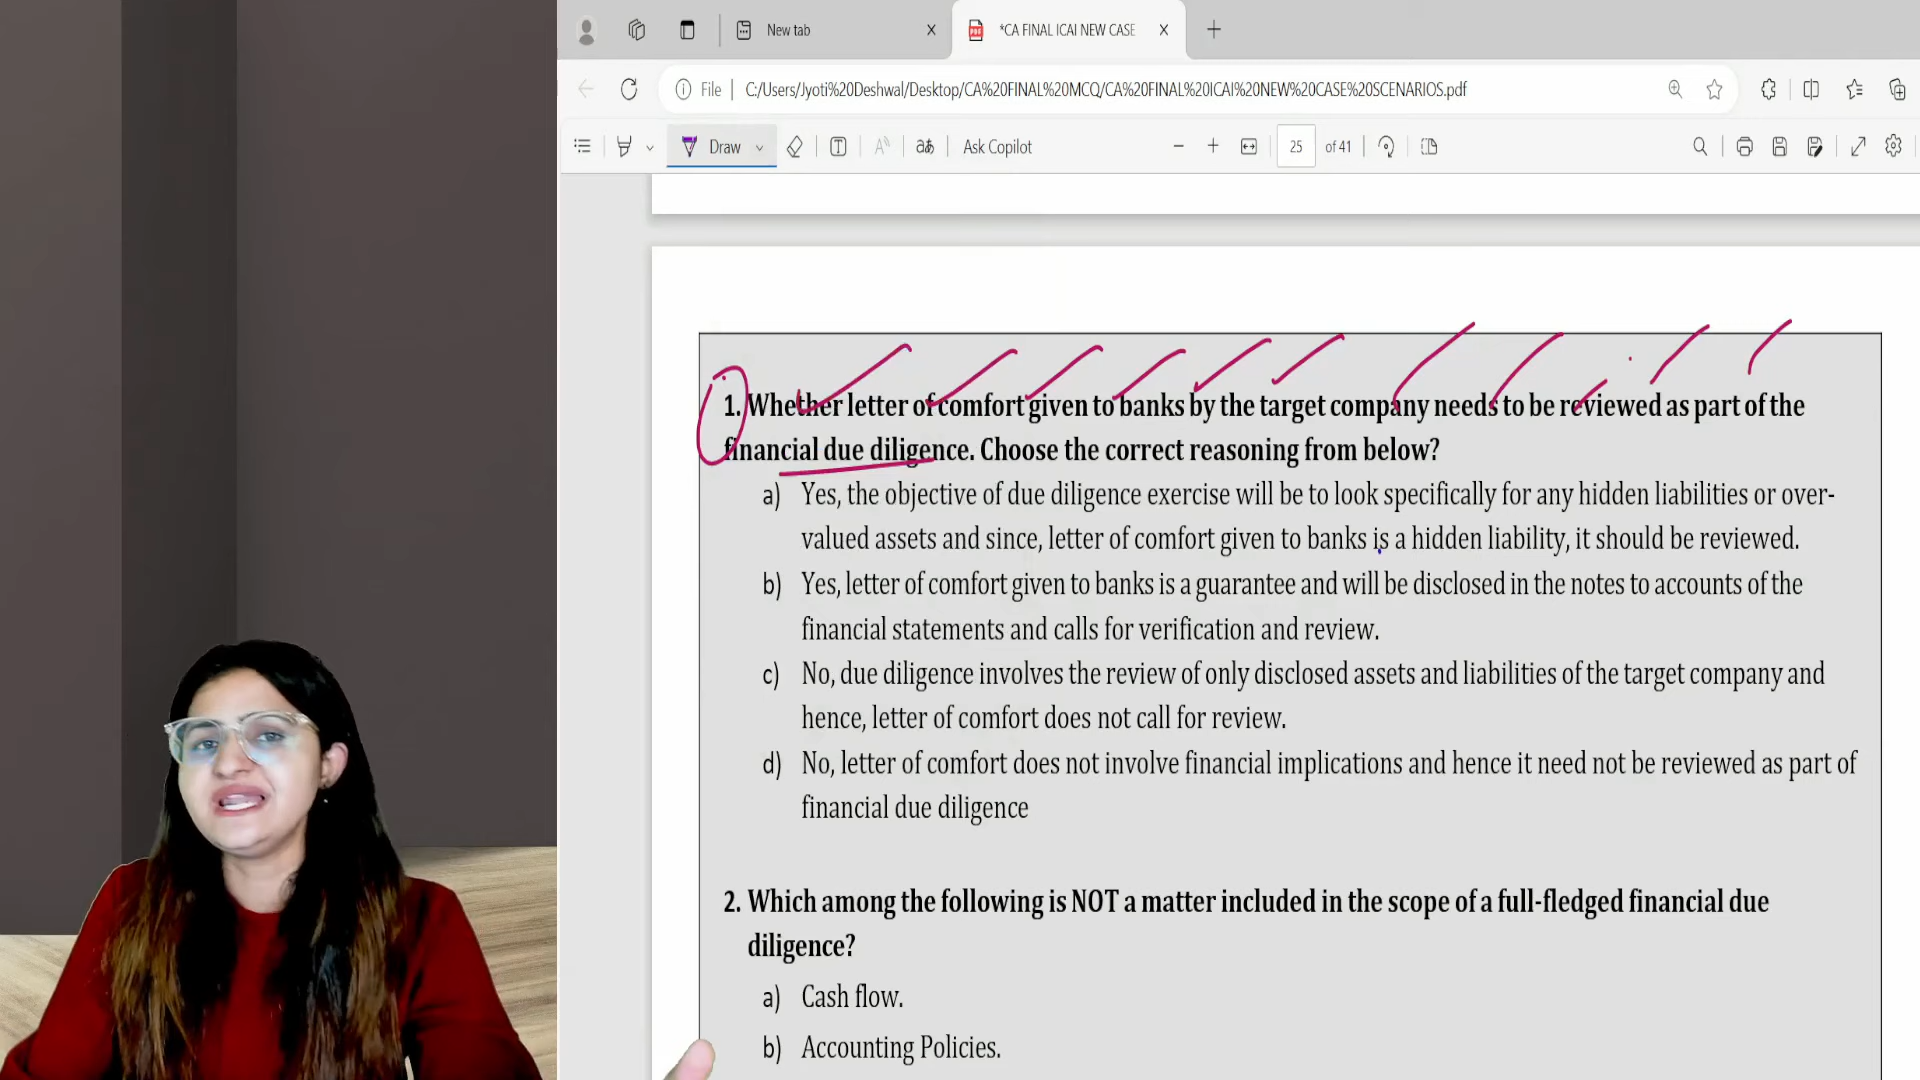 New tab
*CA FINAL ICAI NEW CASE
File
C:/Users/Jyoti%20Deshwal/Desktop/CA%20FINAL%20MCQ/CA%20FINAL%20ICAI%20NEW%20CASE%20SCENARIOS.pdf
Draw
Ask Copilot
25 of 41
1. Whether letter of comfort given to banks by the target company needs to be reviewed as part of the
financial due diligence. Choose the correct reasoning from below?
a) Yes, the objective of due diligence exercise will be to look specifically for any hidden liabilities or over-
valued assets and since, letter of comfort given to banks is a hidden liability, it should be reviewed.
b) Yes, letter of comfort given to banks is a guarantee and will be disclosed in the notes to accounts of the
financial statements and calls for verification and review.
c) No, due diligence involves the review of only disclosed assets and liabilities of the target company and
hence, letter of comfort does not call for review.
d) No, letter of comfort does not involve financial implications and hence it need not be reviewed as part of
financial due diligence
2. Which among the following is NOT a matter included in the scope of a full-fledged financial due
diligence?
a) Cash flow.
b) Accounting Policies.